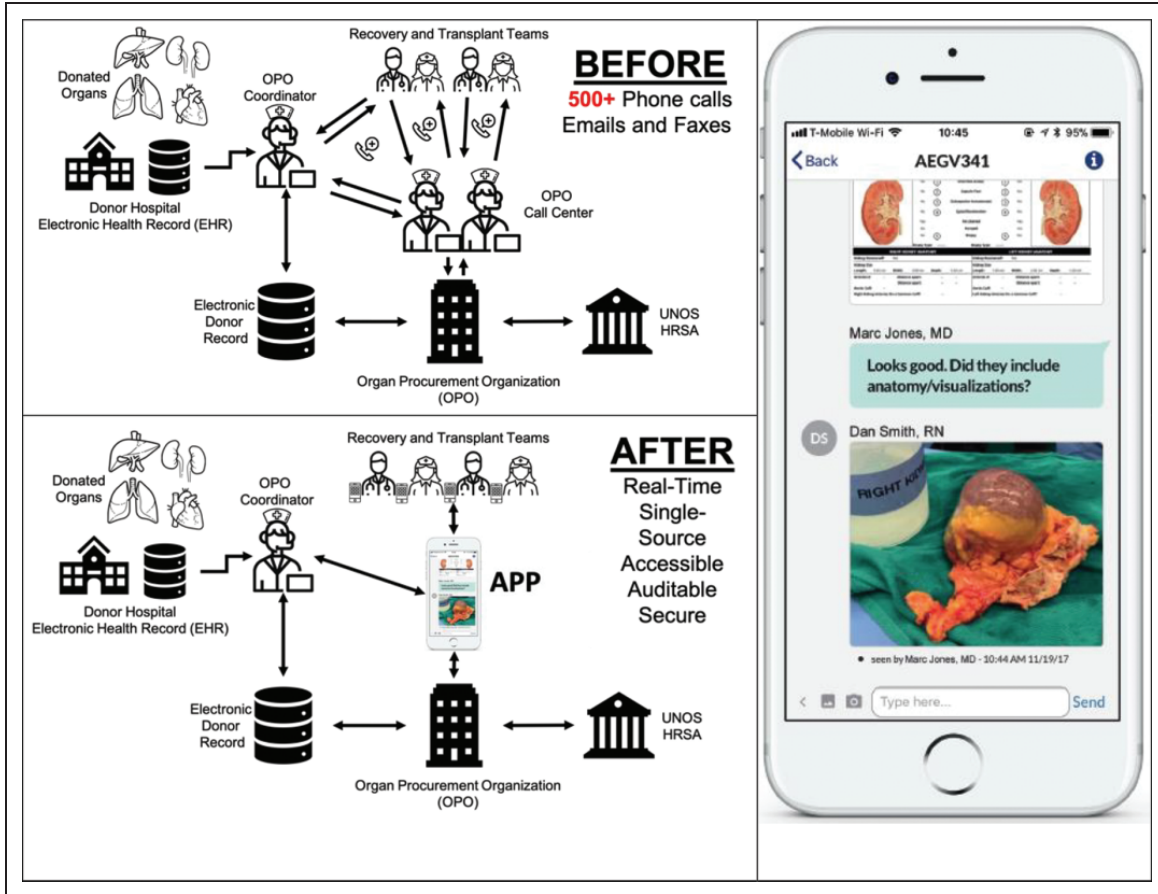 Recovery and Transplant Teams
Donated
Organs
OPO
Coordinator
BEFORE
500+ Phone calls
Emails and Faxes
OPO
Call Center
Donor Hospital
Electronic Health Record (EHR)
Electronic
Donor
Record
UNOS
HRSA
Organ Procurement Organization
(OPO)
Recovery and Transplant Teams
Donated
Organs
OPO
Coordinator
AFTER
Real-Time
Single-
Source
Accessible
Auditable
Secure
APP
Donor Hospital
Electronic Health Record (EHR)
Electronic
Donor
Record
UNOS
HRSA
Organ Procurement Organization
(OPO)
T-Mobile Wi-Fi 10:45 95%
Back AEGV341
Marc Jones, MD
Looks good. Did they include
anatomy/visualizations?
DS
Dan Smith, RN
RIGHT
seen by Marc Jones, MD - 10:44 AM 11/19/17
Type here... Send